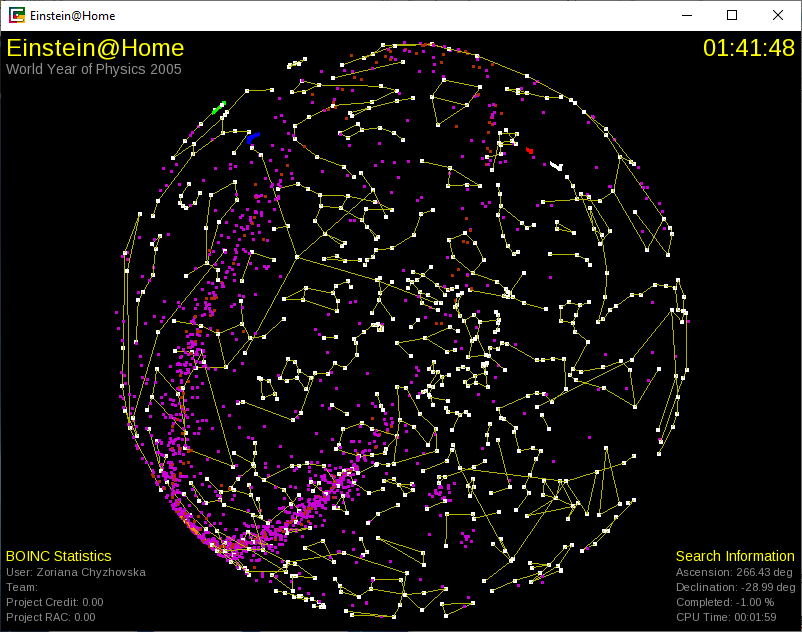 Einstein@Home
Einstein@Home
01:41:48
World Year of Physics 2005
BOINC Statistics
User: Zoriana Chyzhovska
Team:
Project Credit: 0.00
Project RAC: 0.00
Search Information
Ascension: 266.43 deg
Declination: -28.99 deg
Completed: -1.00 %
CPU Time: 00:01:59